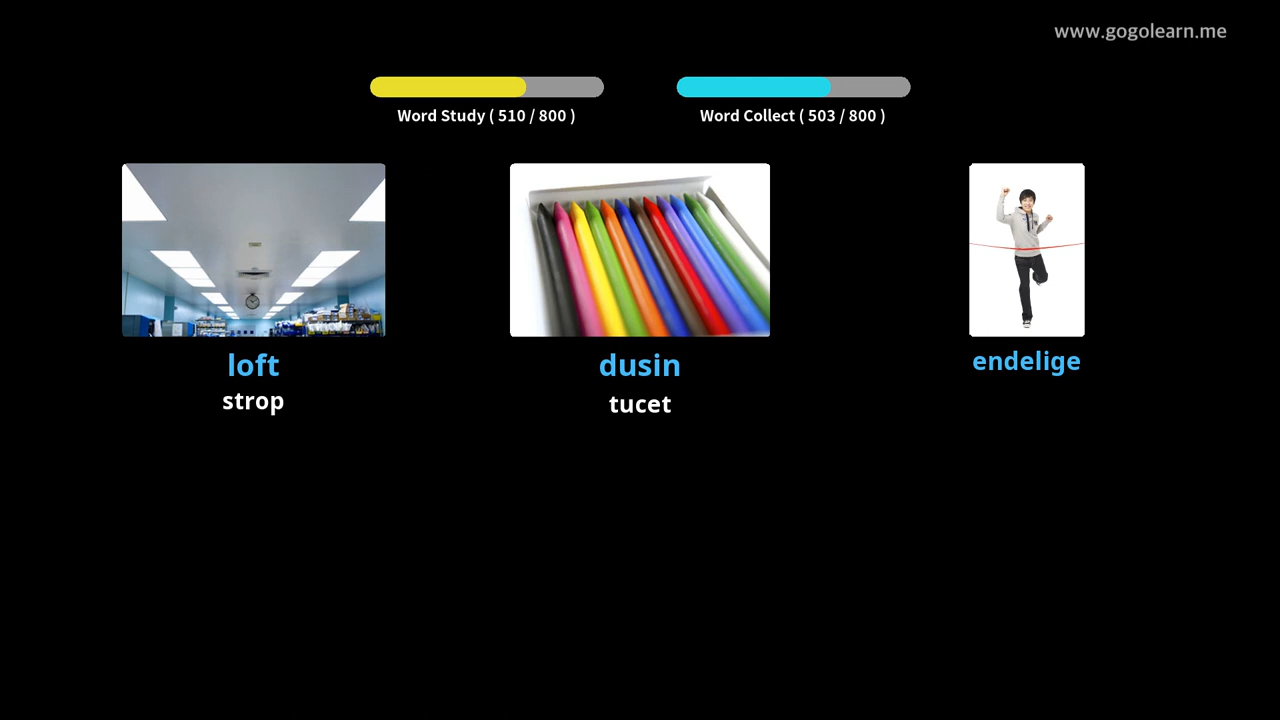 www.gogolearn.me
Word Study ( 510 / 800 )
Word Collect ( 503 / 800 )
loft
strop
dusin
tucet
endelige